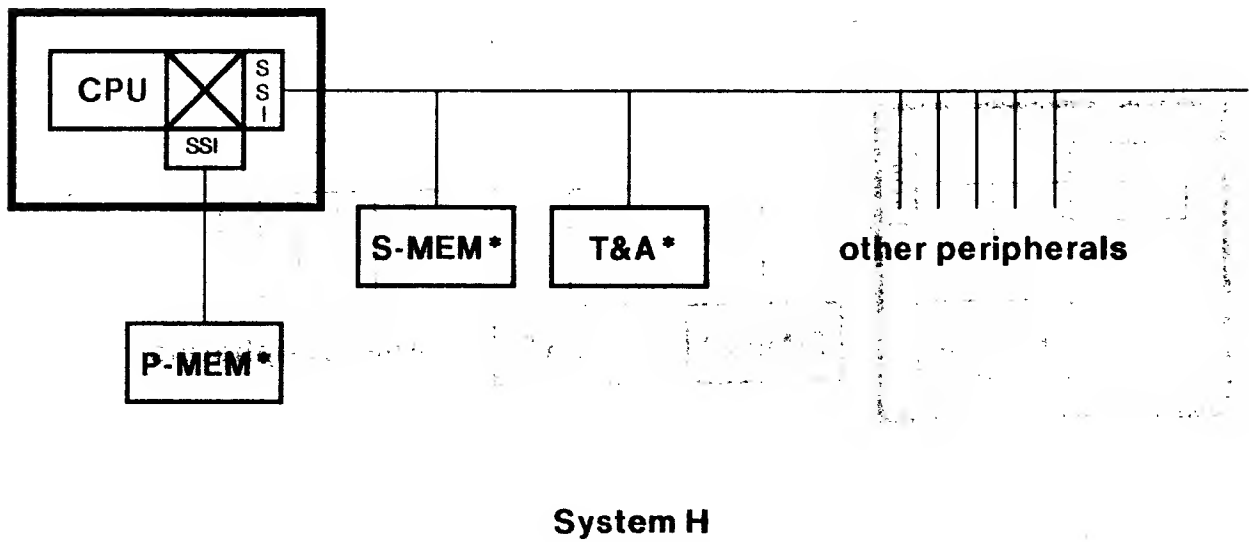 CPU
SSI
SSI
S-MEM*
T&A*
other peripherals
P-MEM*
System H